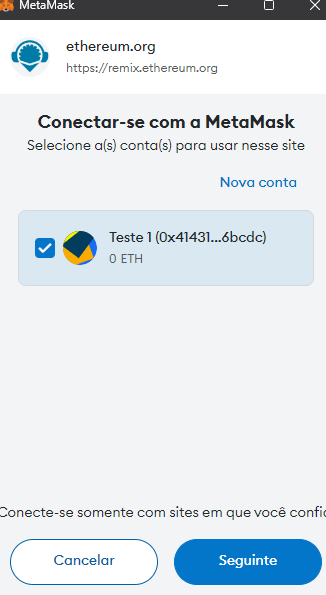 MetaMask
ethereum.org
https://remix.ethereum.org
Conectar-se com a MetaMask
Selecione a(s) conta(s) para usar nesse site
Nova conta
Teste 1 (0x41431...6bcdc)
0 ETH
Conecte-se somente com sites em que você confi
Cancelar
Seguinte